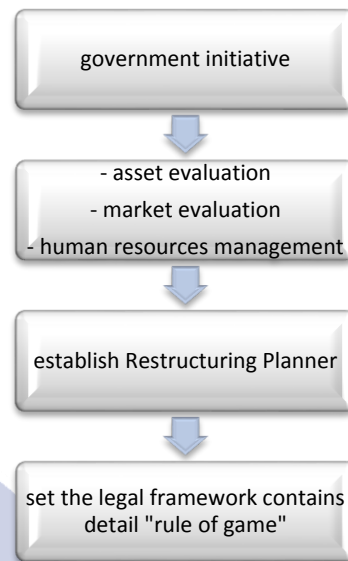 government initiative
- asset evaluation
- market evaluation
- human resources management
establish Restructuring Planner
set the legal framework contains
detail "rule of game"